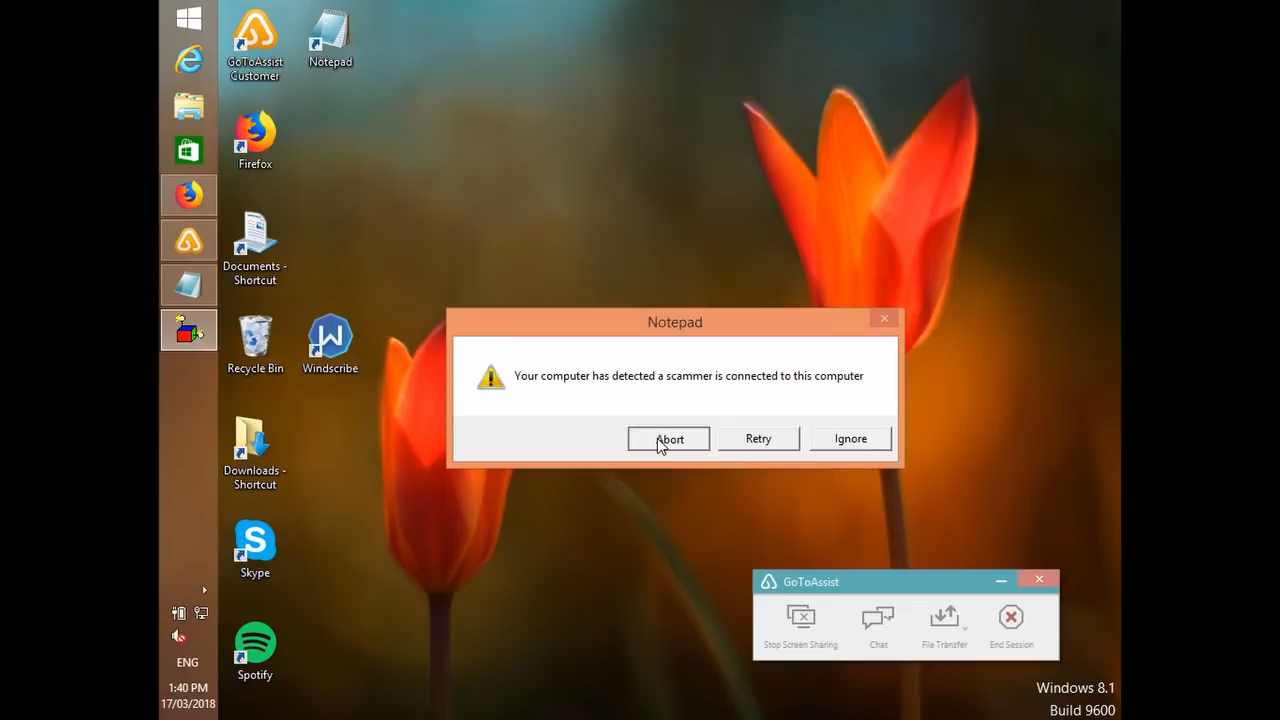 GoToAssist
Customer
Notepad
Firefox
Documents -
Shortcut
Recycle Bin
Windscribe
Downloads -
Shortcut
Skype
Spotify
Notepad
Your computer has detected a scammer is connected to this computer
Abort
Retry
Ignore
GoToAssist
Stop Screen Sharing
Chat
File Transfer
End Session
ENG
1:40 PM
17/03/2018
Windows 8.1
Build 9600